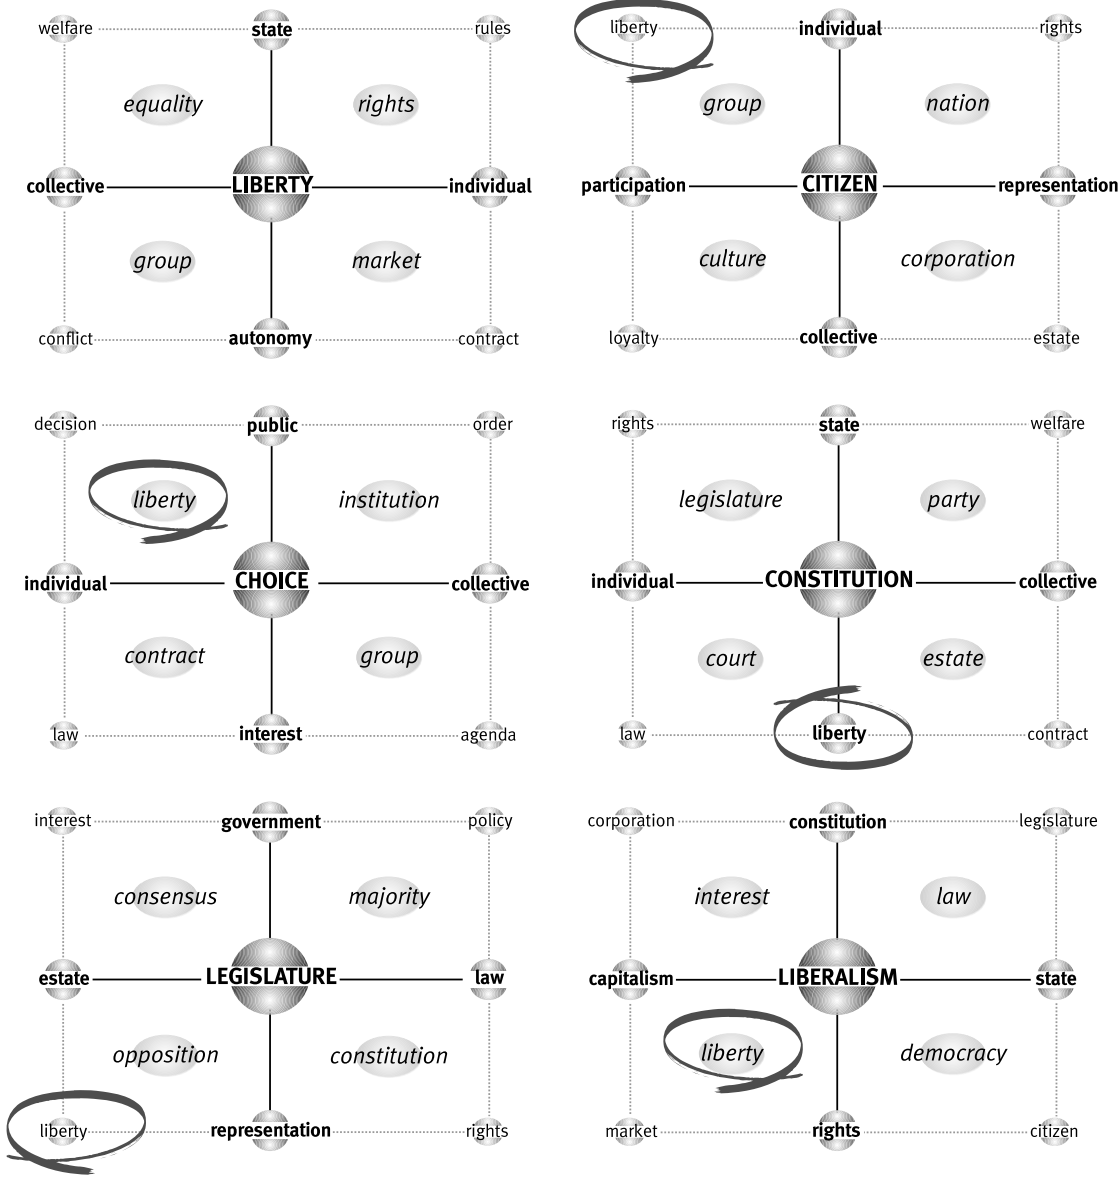 welfare state rules
equality rights
collective LIBERTY individual
group market
conflict autonomy contract
liberty individual rights
group nation
participation CITIZEN representation
culture corporation
loyalty collective estate
decision public order
liberty institution
individual CHOICE collective
contract group
law interest agenda
rights state welfare
legislature party
individual CONSTITUTION collective
court estate
law liberty contract
interest government policy
consensus majority
estate LEGISLATURE law
opposition constitution
liberty representation rights
corporation constitution legislature
interest law
capitalism LIBERALISM state
liberty democracy
market rights citizen